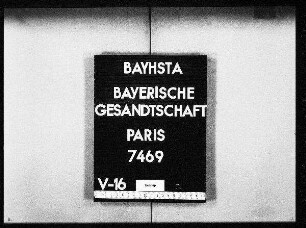 BAYHSTA
BAYERISCHE
GESANDTSCHAFT
PARIS
7469
V-16